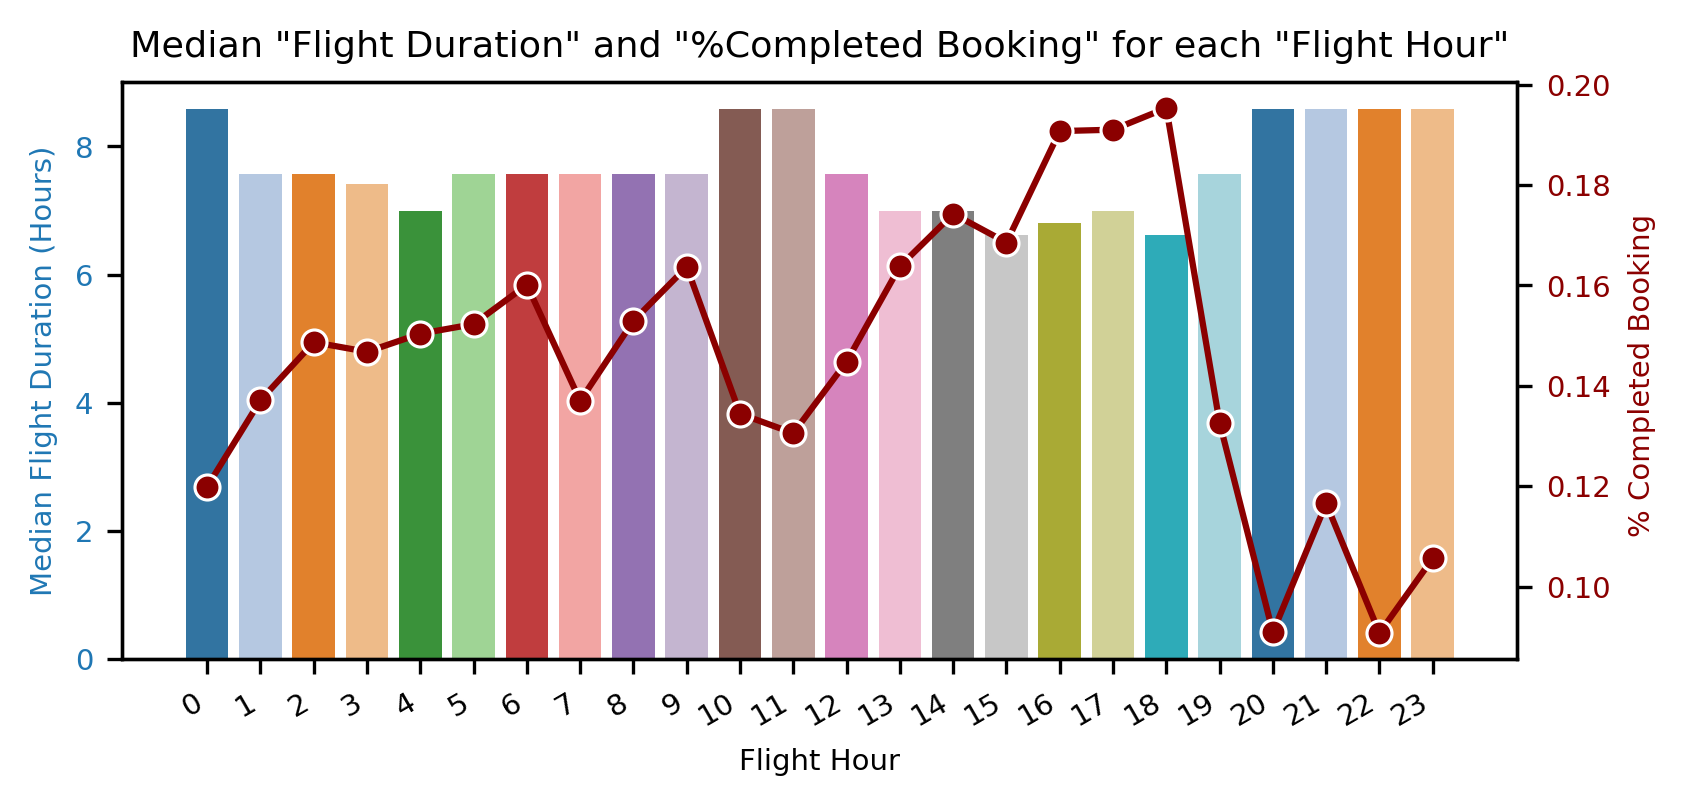 Median "Flight Duration" and "%Completed Booking" for each "Flight Hour"
Median Flight Duration (Hours)
8
6
4
2
0
0.20
0.18
0.16
0.14
0.12
0.10
% Completed Booking
0 1 2 3 4 5 6 7 8 9 10 11 12 13 14 15 16 17 18 19 20 21 22 23
Flight Hour